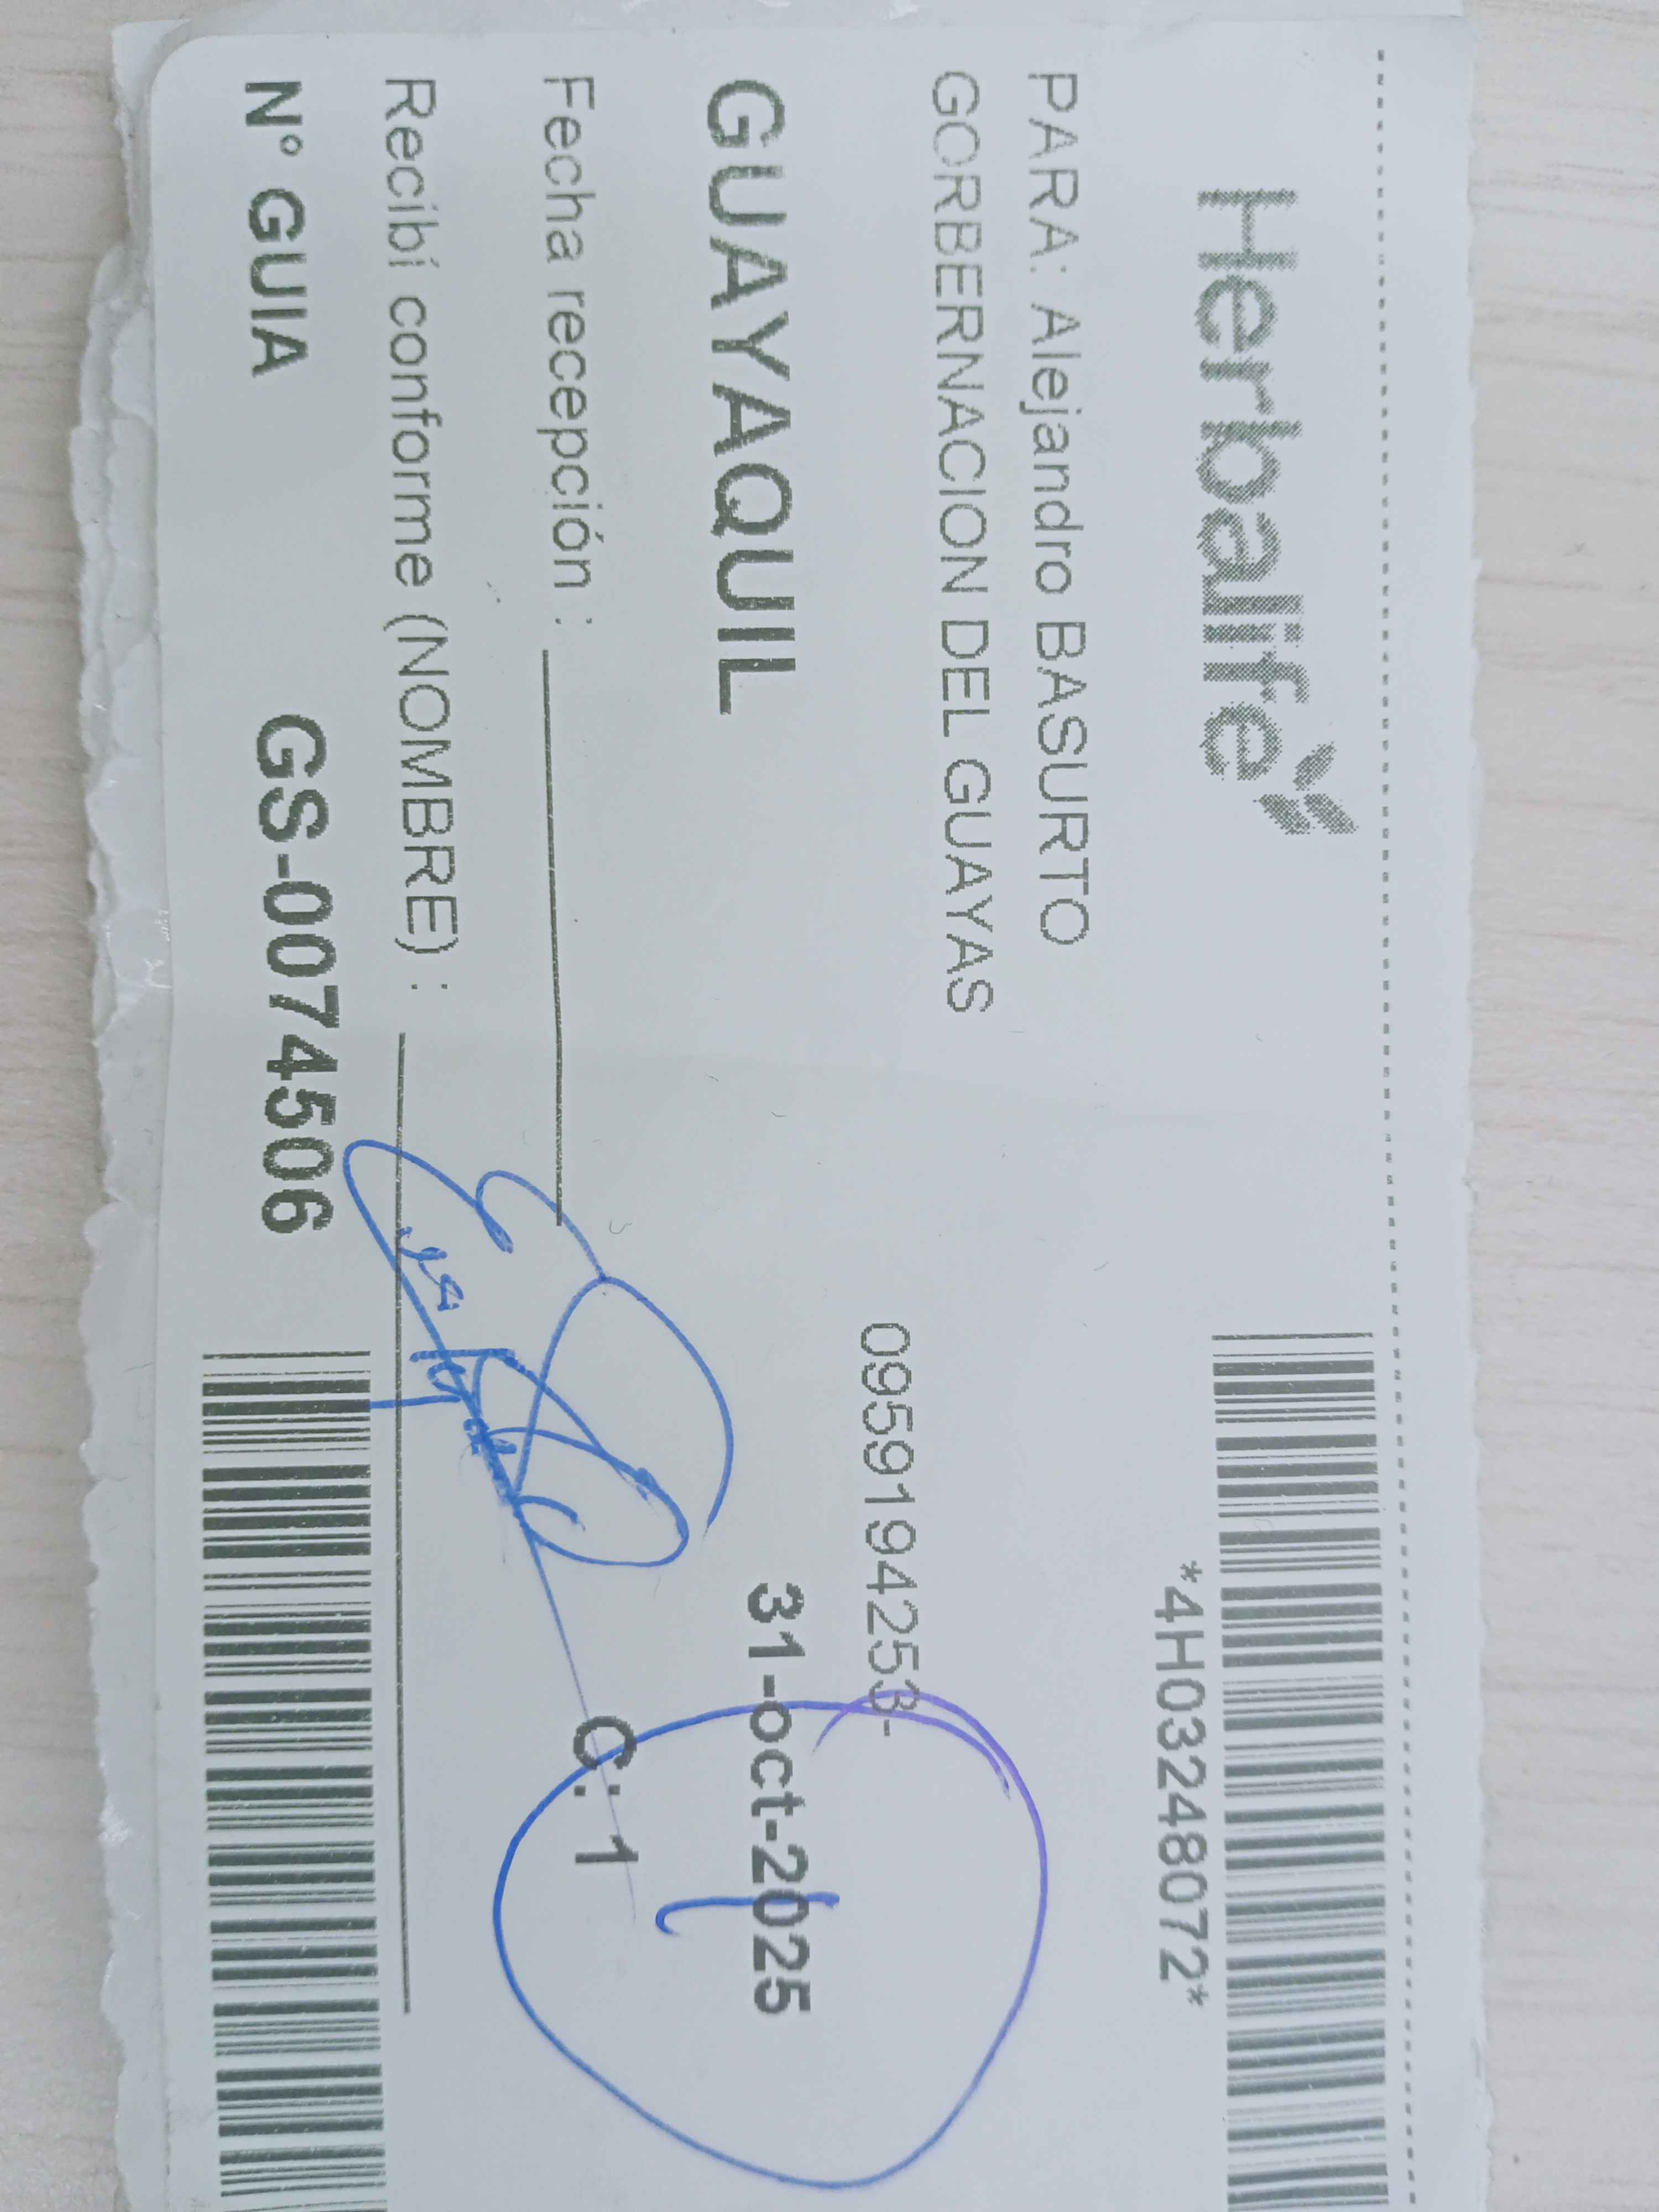 Herbalife
*4H03248072*
PARA: Alejandro BASURTO
GORBERNACION DEL GUAYAS
0959194253-
GUAYAQUIL
31-oct-2025
Fecha recepción :
C: 1
Recibí conforme (NOMBRE) :
N° GUIA GS-0074506